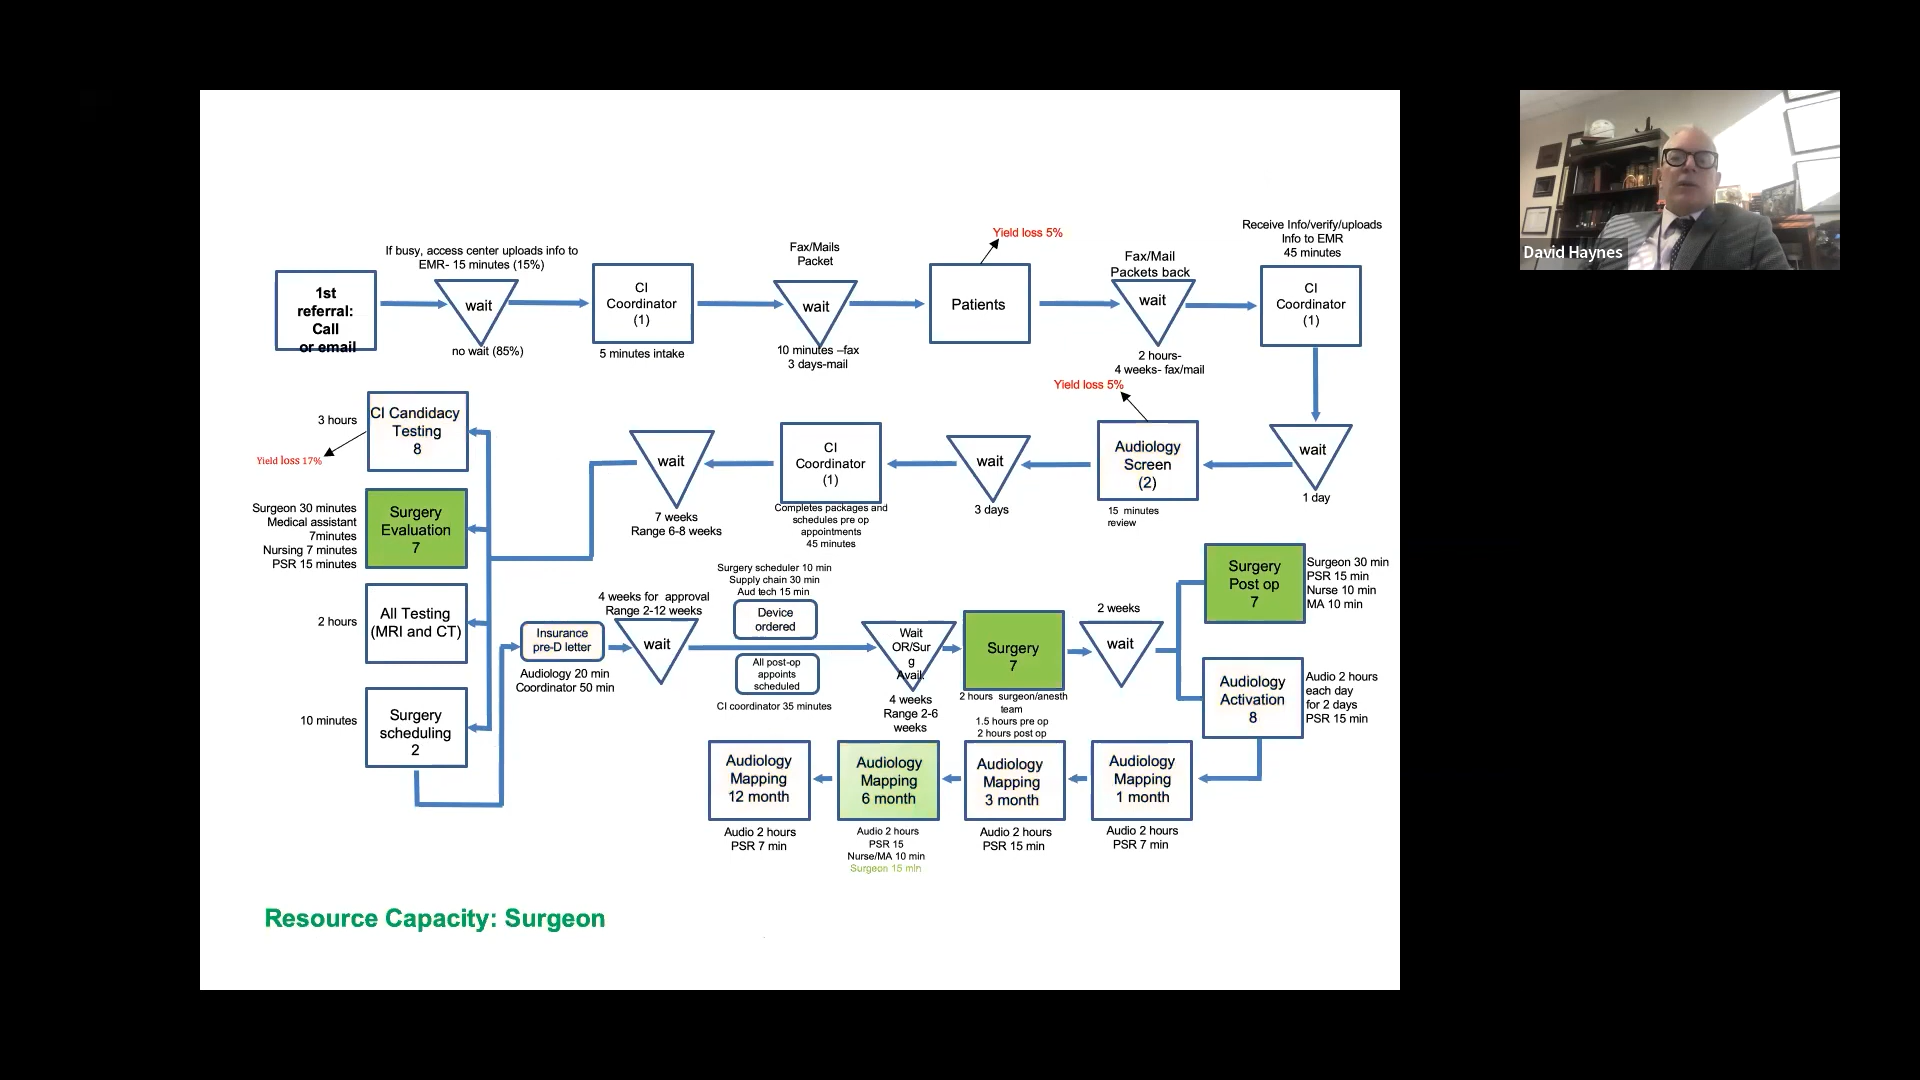 David Haynes
Receive Info/verify/uploads
Info to EMR
45 minutes
Yield loss 5%
If busy, access center uploads info to
EMR- 15 minutes (15%)
Fax/Mails
Packet
Fax/Mail
Packets back
1st
referral:
Call
or email
wait
no wait (85%)
CI
Coordinator
(1)
5 minutes intake
wait
10 minutes –fax
3 days-mail
Patients
wait
2 hours-
4 weeks- fax/mail
CI
Coordinator
(1)
Yield loss 5%
3 hours
CI Candidacy
Testing
8
Yield loss 17%
wait
7 weeks
Range 6-8 weeks
CI
Coordinator
(1)
Completes packages and
schedules pre op
appointments
45 minutes
wait
3 days
Audiology
Screen
(2)
15 minutes
review
wait
1 day
Surgeon 30 minutes
Medical assistant
7minutes
Nursing 7 minutes
PSR 15 minutes
Surgery
Evaluation
7
2 hours
All Testing
(MRI and CT)
10 minutes
Surgery
scheduling
2
Insurance
pre-D letter
Audiology 20 min
Coordinator 50 min
4 weeks for approval
Range 2-12 weeks
wait
Surgery scheduler 10 min
Supply chain 30 min
Aud tech 15 min
Device
ordered
All post-op
appoints
scheduled
CI coordinator 35 minutes
Wait
OR/Sur
g
Avail.
4 weeks
Range 2-6
weeks
Surgery
7
2 hours surgeon/anesth
team
1.5 hours pre op
2 hours post op
2 weeks
wait
Surgery
Post op
7
Surgeon 30 min
PSR 15 min
Nurse 10 min
MA 10 min
Audiology
Activation
8
Audio 2 hours
each day
for 2 days
PSR 15 min
Audiology
Mapping
12 month
Audio 2 hours
PSR 7 min
Audiology
Mapping
6 month
Audio 2 hours
PSR 15
Nurse/MA 10 min
Surgeon 15 min
Audiology
Mapping
3 month
Audio 2 hours
PSR 15 min
Audiology
Mapping
1 month
Audio 2 hours
PSR 7 min
Resource Capacity: Surgeon